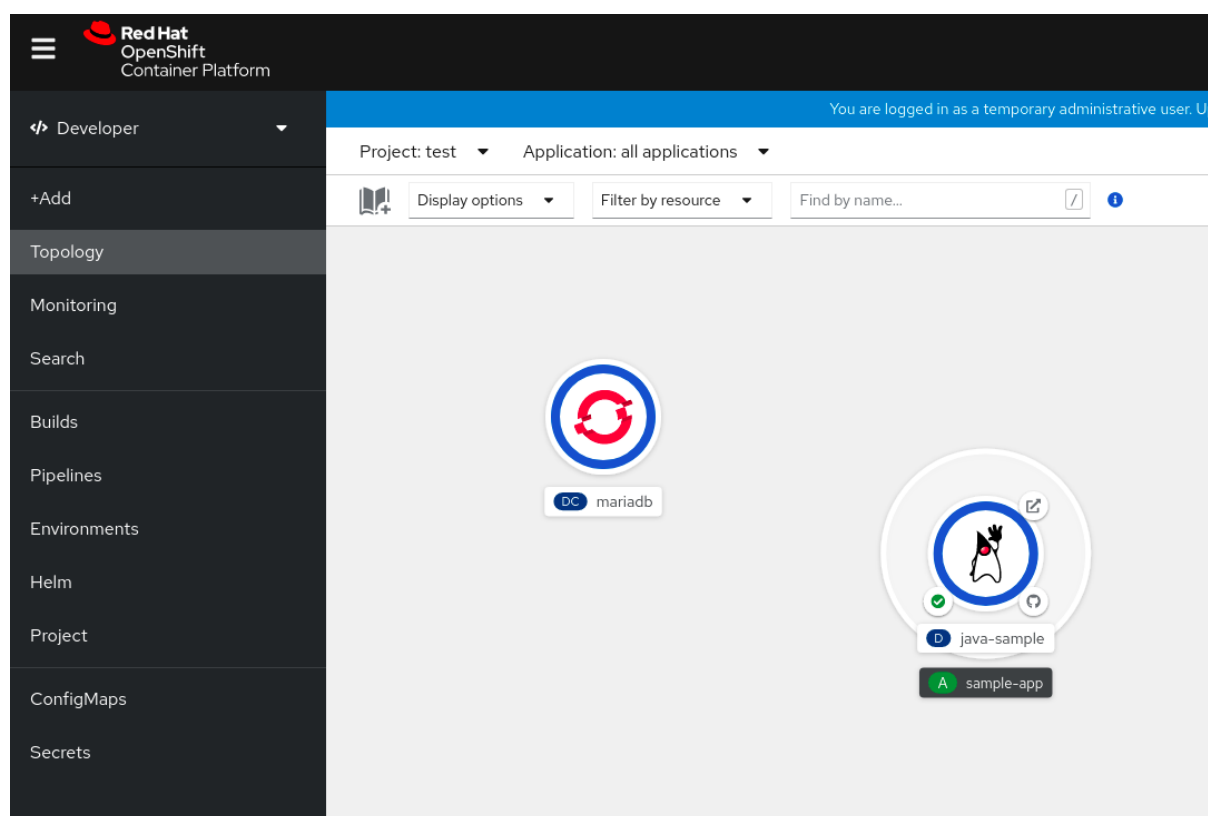 Red Hat
OpenShift
Container Platform
</> Developer
You are logged in as a temporary administrative user. U
Project: test
Application: all applications
+Add
Display options
Filter by resource
Find by name...
/
i
Topology
Monitoring
Search
Builds
Pipelines
Environments
Helm
Project
ConfigMaps
Secrets
DC mariadb
D java-sample
A sample-app